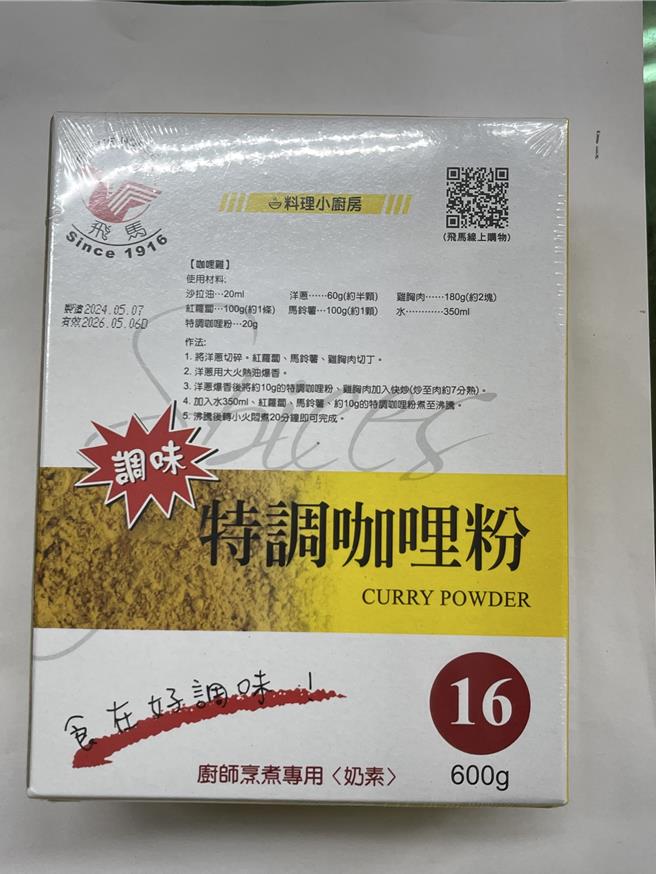 飛馬
Since 1916
料理小廚房
(飛馬線上購物)
【咖哩雞】
使用材料:
沙拉油…20ml 洋蔥……60g(約半顆) 雞胸肉……180g(約2塊)
紅蘿蔔…100g(約1條) 馬鈴薯…100g(約1顆) 水…………350ml
特調咖哩粉…20g
製造2024.05.07
有效2026.05.06D
作法:
1. 將洋蔥切碎。紅蘿蔔、馬鈴薯、雞胸肉切丁。
2. 洋蔥用大火熱油爆香。
3. 洋蔥爆香後將約10g的特調咖哩粉、雞胸肉加入快炒(炒至肉約7分熟)。
4. 加入水350ml、紅蘿蔔、馬鈴薯、約10g的特調咖哩粉煮至沸騰。
5. 沸騰後轉小火悶煮20分鐘即可完成。
Spices
調味
特調咖哩粉
CURRY POWDER
食在好調味！
16
廚師烹煮專用〈奶素〉
600g